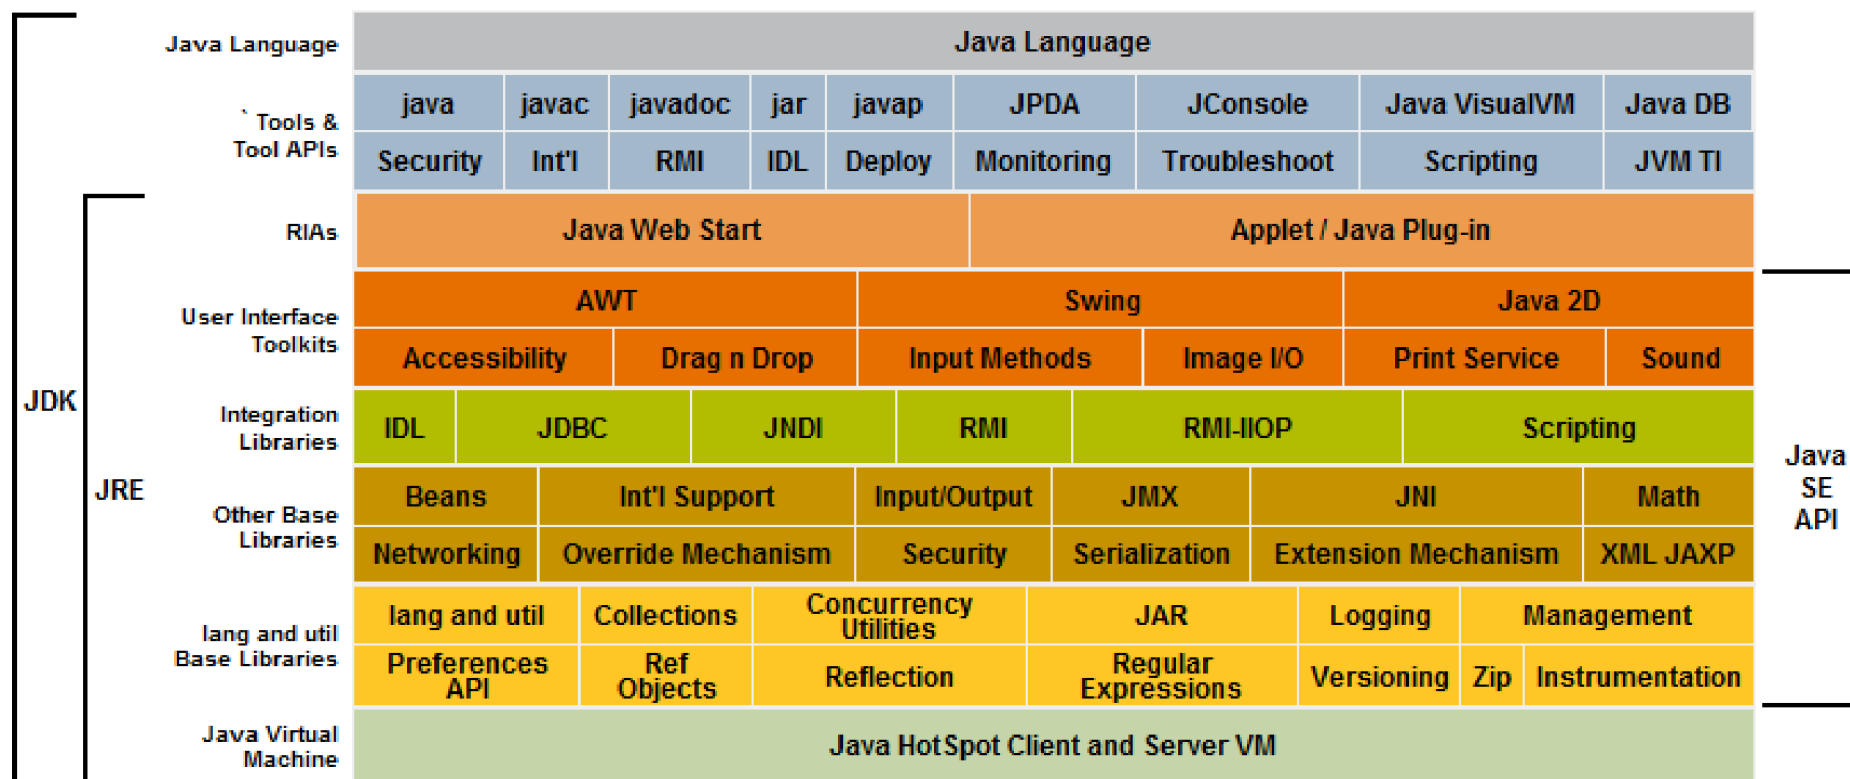 Java Language
Java Language
` Tools &
Tool APIs
java javac javadoc jar javap JPDA JConsole Java VisualVM Java DB
Security Int'l RMI IDL Deploy Monitoring Troubleshoot Scripting JVM TI
RIAs
Java Web Start Applet / Java Plug-in
User Interface
Toolkits
AWT Swing Java 2D
Accessibility Drag n Drop Input Methods Image I/O Print Service Sound
JDK
Integration
Libraries
IDL JDBC JNDI RMI RMI-IIOP Scripting
JRE
Other Base
Libraries
Beans Int'l Support Input/Output JMX JNI Math
Networking Override Mechanism Security Serialization Extension Mechanism XML JAXP
Java
SE
API
lang and util
Base Libraries
lang and util Collections Concurrency
Utilities JAR Logging Management
Preferences
API Ref
Objects Reflection Regular
Expressions Versioning Zip Instrumentation
Java Virtual
Machine
Java HotSpot Client and Server VM